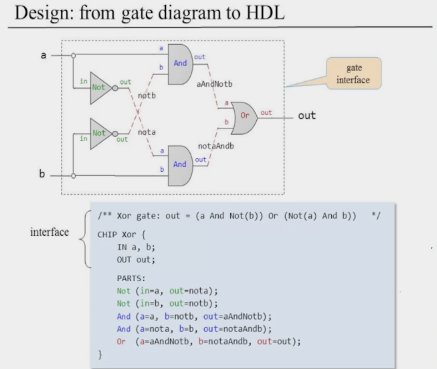 Design: from gate diagram to HDL
a
a
b
And
out
gate
interface
in
Not
out
notb
aAndNotb
a
b
Or
out
out
in
Not
out
nota
notaAndb
a
b
And
out
b
interface
/** Xor gate: out = (a And Not(b)) Or (Not(a) And b)) */
CHIP Xor {
IN a, b;
OUT out;
PARTS:
Not (in=a, out=nota);
Not (in=b, out=notb);
And (a=a, b=notb, out=aAndNotb);
And (a=nota, b=b, out=notaAndb);
Or (a=aAndNotb, b=notaAndb, out=out);
}